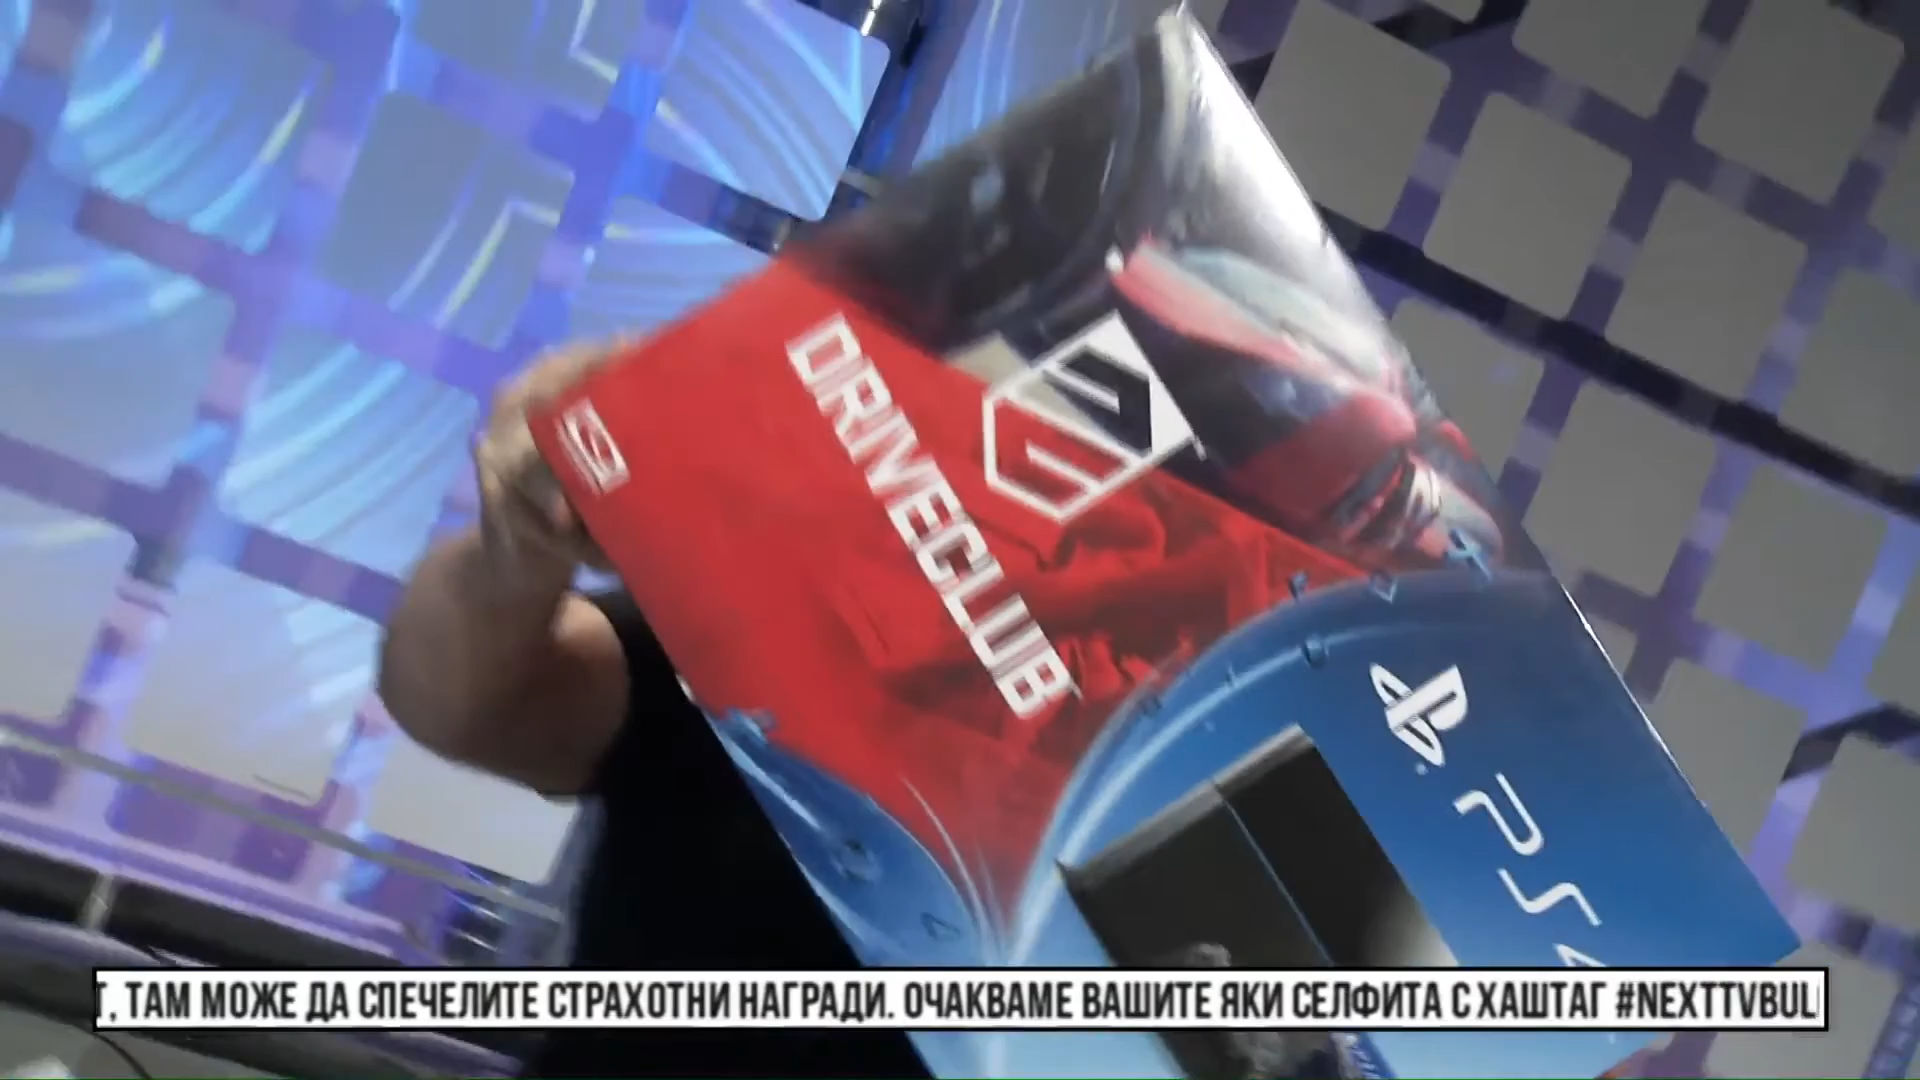 DRIVECLUB
PS4
Т, ТАМ МОЖЕ ДА СПЕЧЕЛИТЕ СТРАХОТНИ НАГРАДИ. ОЧАКВАМЕ ВАШИТЕ ЯКИ СЕЛФИТА С ХАШТАГ #NEXTTVBUL